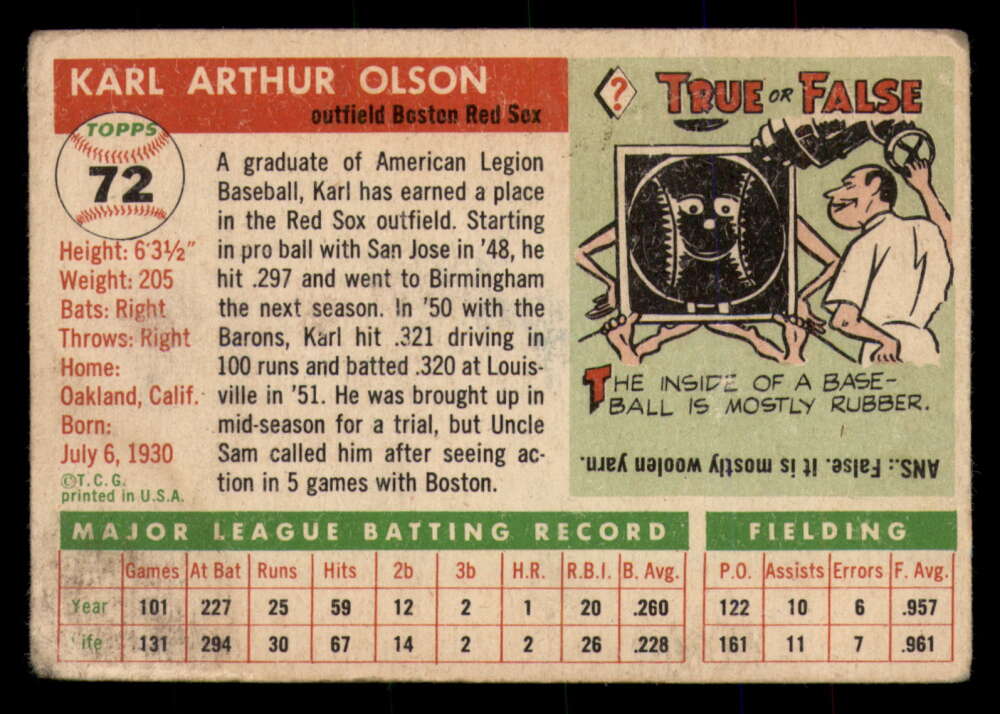 KARL ARTHUR OLSON
outfield Boston Red Sox
TOPPS
72
Height: 6'3½"
Weight: 205
Bats: Right
Throws: Right
Home:
Oakland, Calif.
Born:
July 6, 1930
©T.C.G.
printed in U.S.A.
A graduate of American Legion
Baseball, Karl has earned a place
in the Red Sox outfield. Starting
in pro ball with San Jose in '48, he
hit .297 and went to Birmingham
the next season. In '50 with the
Barons, Karl hit .321 driving in
100 runs and batted .320 at Louis-
ville in '51. He was brought up in
mid-season for a trial, but Uncle
Sam called him after seeing ac-
tion in 5 games with Boston.
?
TRUE OR FALSE
THE INSIDE OF A BASE-
BALL IS MOSTLY RUBBER.
ANS.: False. it is mostly woolen yarn.
MAJOR LEAGUE BATTING RECORD
FIELDING
Games At Bat Runs Hits 2b 3b H.R. R.B.I. B. Avg. P.O. Assists Errors F. Avg.
Year 101 227 25 59 12 2 1 20 .260 122 10 6 .957
Life 131 294 30 67 14 2 2 26 .228 161 11 7 .961